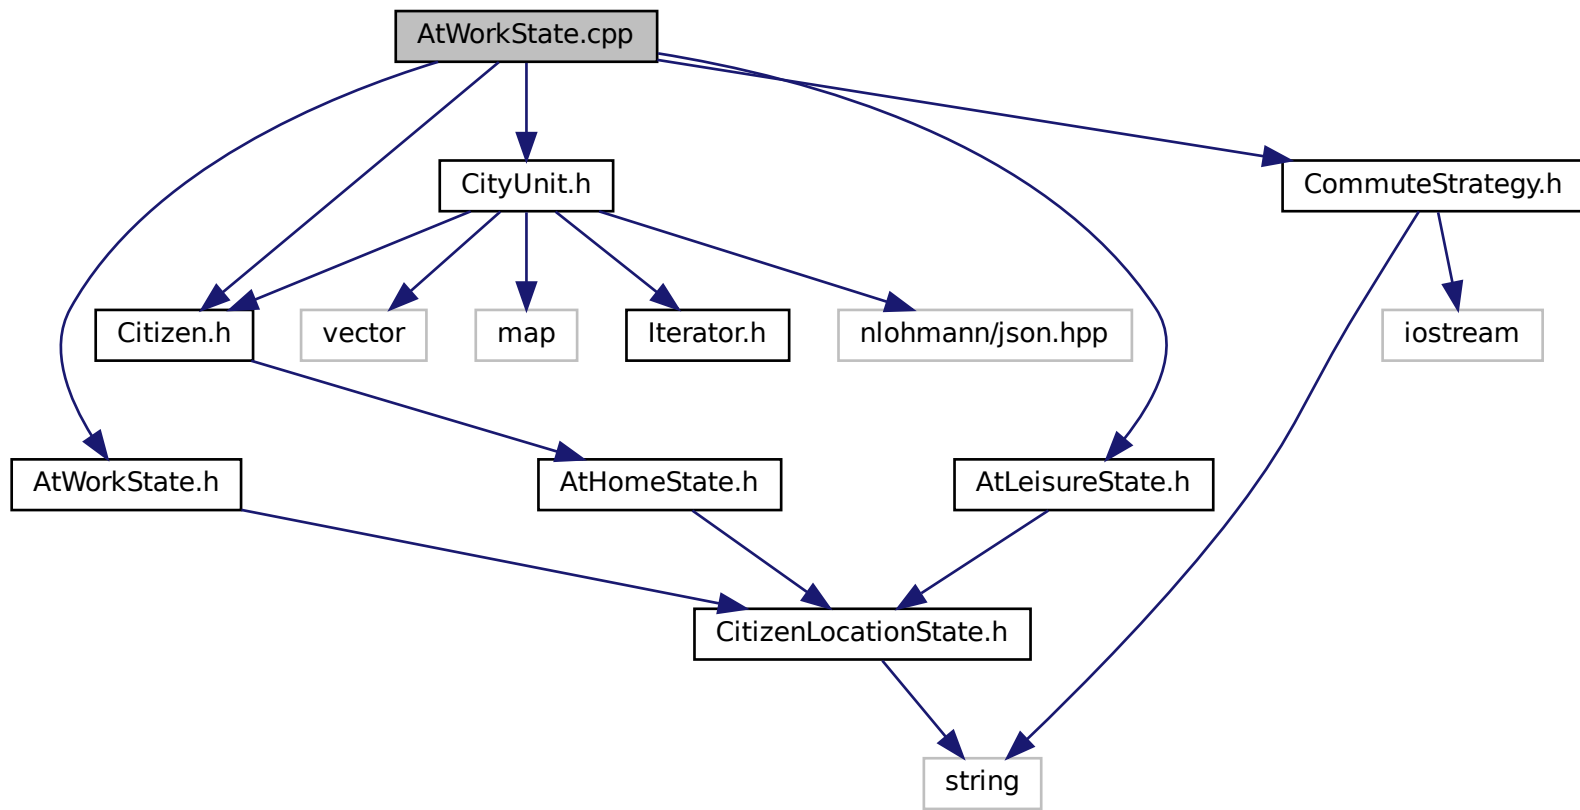 AtWorkState.cpp
CityUnit.h
CommuteStrategy.h
Citizen.h
vector
map
Iterator.h
nlohmann/json.hpp
iostream
AtWorkState.h
AtHomeState.h
AtLeisureState.h
CitizenLocationState.h
string